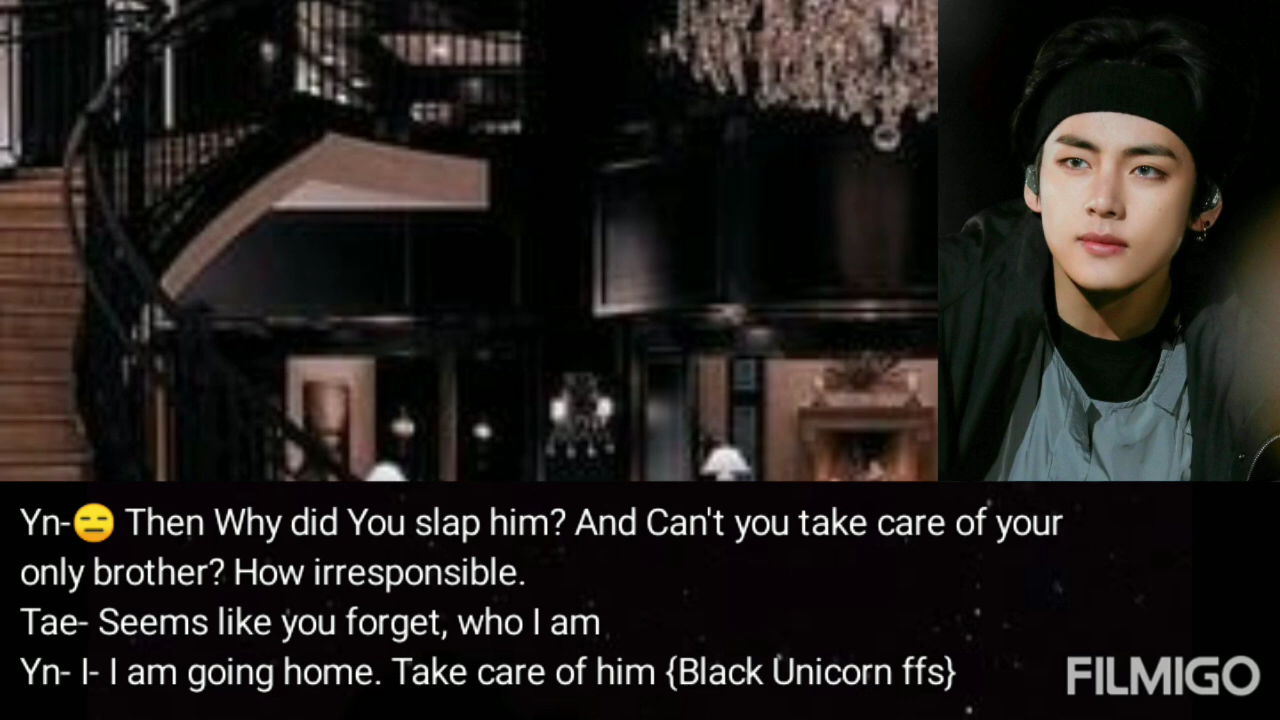 Yn-😑 Then Why did You slap him? And Can't you take care of your
only brother? How irresponsible.
Tae- Seems like you forget, who I am
Yn- I- I am going home. Take care of him {Black Unicorn ffs}
FILMIGO